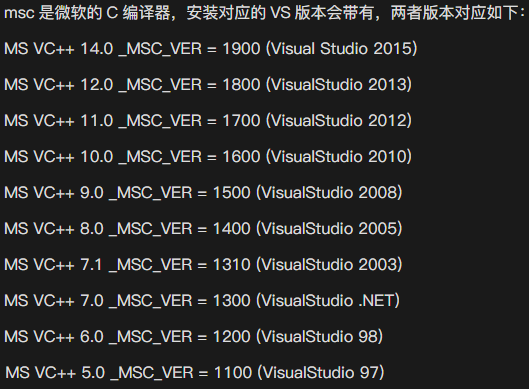 msc 是微软的 C 编译器，安装对应的 VS 版本会带有，两者版本对应如下：
MS VC++ 14.0 _MSC_VER = 1900 (Visual Studio 2015)
MS VC++ 12.0 _MSC_VER = 1800 (VisualStudio 2013)
MS VC++ 11.0 _MSC_VER = 1700 (VisualStudio 2012)
MS VC++ 10.0 _MSC_VER = 1600 (VisualStudio 2010)
MS VC++ 9.0 _MSC_VER = 1500 (VisualStudio 2008)
MS VC++ 8.0 _MSC_VER = 1400 (VisualStudio 2005)
MS VC++ 7.1 _MSC_VER = 1310 (VisualStudio 2003)
MS VC++ 7.0 _MSC_VER = 1300 (VisualStudio .NET)
MS VC++ 6.0 _MSC_VER = 1200 (VisualStudio 98)
MS VC++ 5.0 _MSC_VER = 1100 (VisualStudio 97)